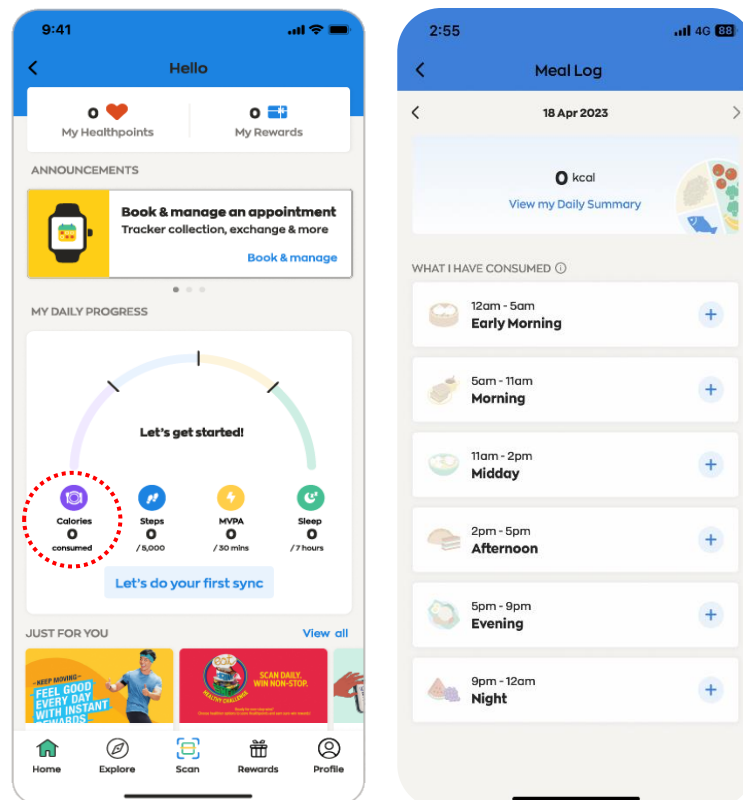 9:41
Hello
0
My Healthpoints
0
My Rewards
ANNOUNCEMENTS
Book & manage an appointment
Tracker collection, exchange & more
Book & manage
MY DAILY PROGRESS
Let's get started!
Calories
0
consumed
Steps
0
/ 5,000
MVPA
0
/ 30 mins
Sleep
0
/ 7 hours
Let's do your first sync
JUST FOR YOU
View all
-KEEP MOVING-
FEEL GOOD
EVERY DAY
WITH INSTANT
REWARDS
HEALTHY CHALLENGE
SCAN DAILY.
WIN NON-STOP.
Home
Explore
Scan
Rewards
Profile
2:55
4G 88
Meal Log
18 Apr 2023
0 kcal
View my Daily Summary
WHAT I HAVE CONSUMED
12am - 5am
Early Morning
5am - 11am
Morning
11am - 2pm
Midday
2pm - 5pm
Afternoon
5pm - 9pm
Evening
9pm - 12am
Night